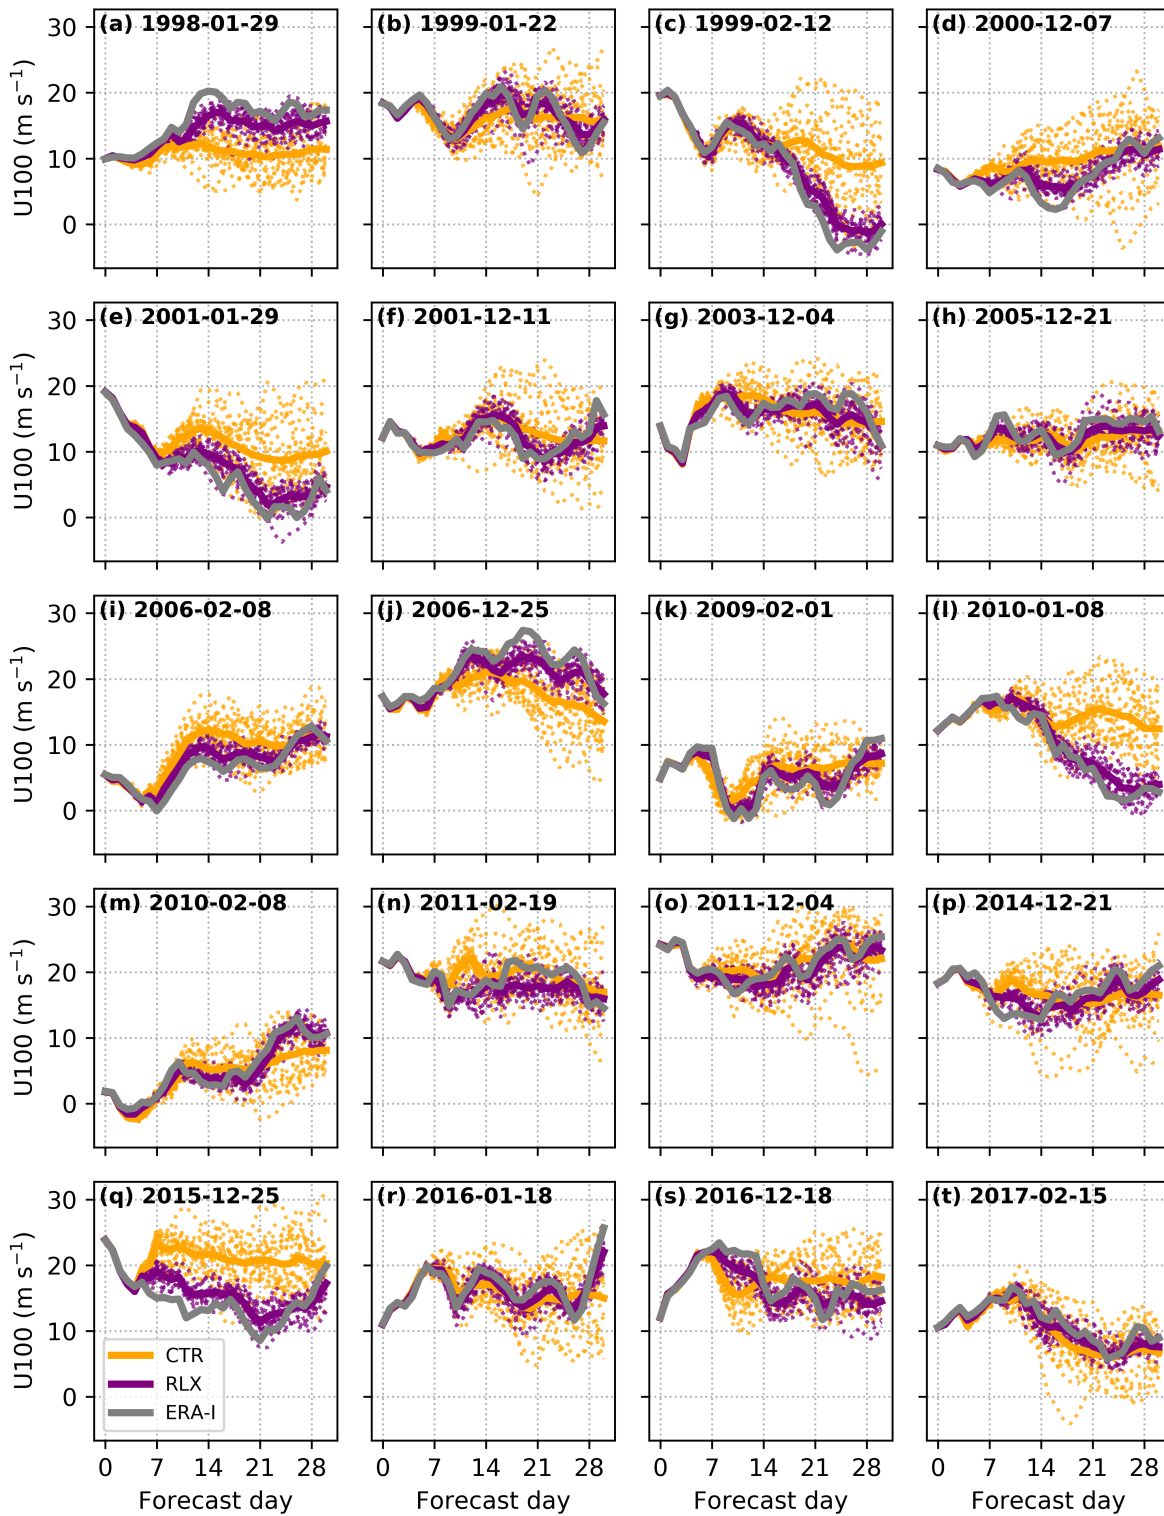 (a) 1998-01-29
(b) 1999-01-22
(c) 1999-02-12
(d) 2000-12-07
30
20
10
0
U100 (m s⁻¹)
(e) 2001-01-29
(f) 2001-12-11
(g) 2003-12-04
(h) 2005-12-21
30
20
10
0
U100 (m s⁻¹)
(i) 2006-02-08
(j) 2006-12-25
(k) 2009-02-01
(l) 2010-01-08
30
20
10
0
U100 (m s⁻¹)
(m) 2010-02-08
(n) 2011-02-19
(o) 2011-12-04
(p) 2014-12-21
30
20
10
0
U100 (m s⁻¹)
(q) 2015-12-25
(r) 2016-01-18
(s) 2016-12-18
(t) 2017-02-15
30
20
10
0
U100 (m s⁻¹)
CTR
RLX
ERA-I
0 7 14 21 28
0 7 14 21 28
0 7 14 21 28
0 7 14 21 28
Forecast day
Forecast day
Forecast day
Forecast day